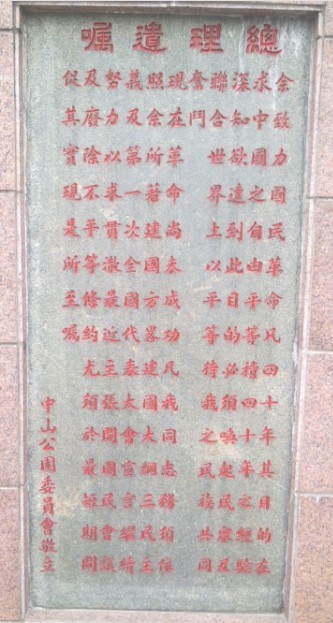 總理遺囑
余致力國民革命凡四十年其目的在
求中國之自由平等積四十年之經驗
深知欲達到此目的必須喚起民衆及
聯合世界上以平等待我之民族共同
奮鬥
現在革命尚未成功凡我同志務須依
照余所著建國方畧建國大綱三民主
義及第一次全國代表大會宣言繼續
努力以求貫澈最近主張開國民會議
及廢除不平等條約尤須於最短期間
促其實現是所至囑
中山公園委員會敬立